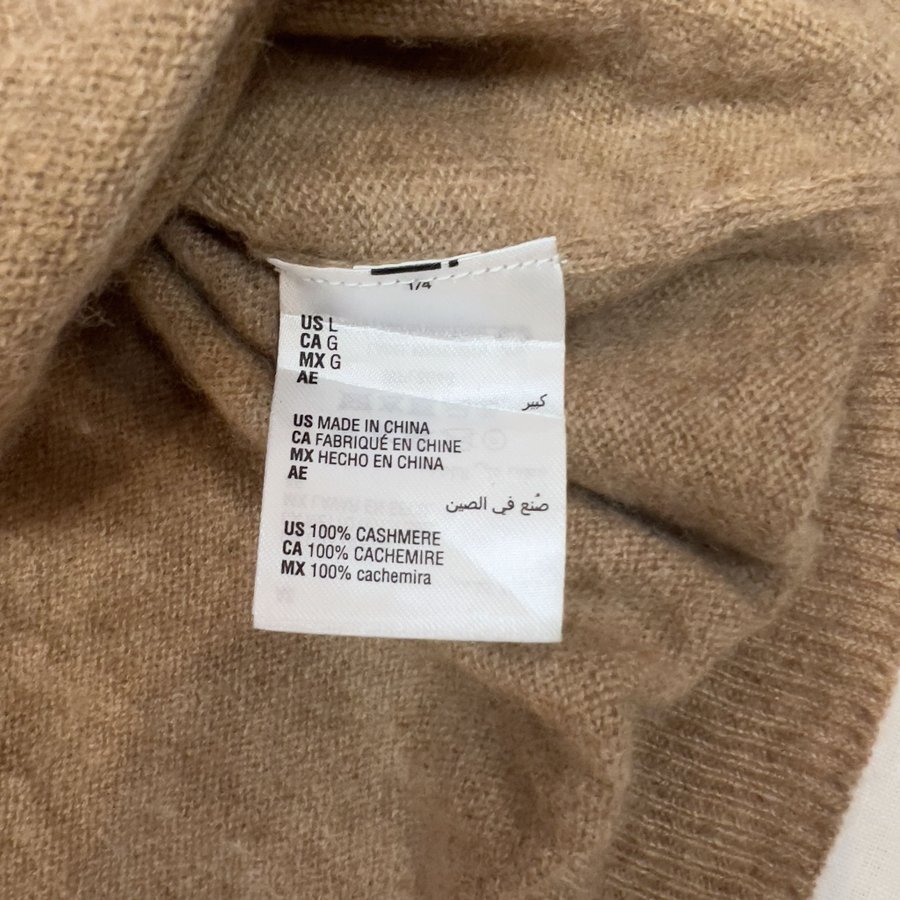 1/4
US L
CA G
MX G
AE
كبير
US MADE IN CHINA
CA FABRIQUÉ EN CHINE
MX HECHO EN CHINA
AE
صُنع في الصين
US 100% CASHMERE
CA 100% CACHEMIRE
MX 100% cachemira